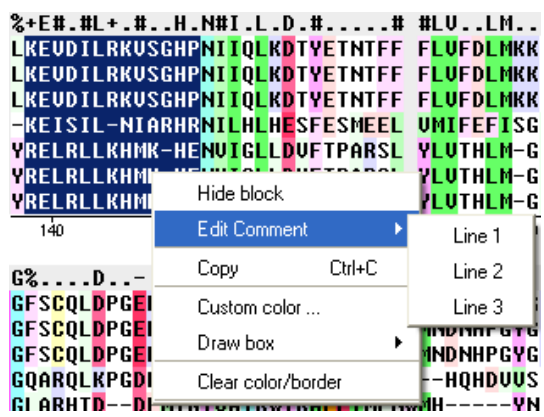 %+E#.#L+.#..H.N#I.L.D.#.....# #LV..LM..
LKEVDILRKVSGHPNIIQLKDTYETNTFF FLVFDLMKK
LKEVDILRKVSGHPNIIQLKDTYETNTFF FLVFDLMKK
LKEVDILRKVSGHPNIIQLKDTYETNTFF FLVFDLMKK
-KEISIL-NIARHRNILHLHESFESMEEL VMIFEFISG
YRELRLLKHMK-HENVIGLLDVFTPARSL YLVTHLM-G
YRELRLLKHM YLVTHLM-G
YRELRLLKHM YLVTHLM-G
140
Hide block
Edit Comment
Line 1
Copy Ctrl+C
Line 2
Custom color ...
Line 3
Draw box
Clear color/border
G%....D..-
GFSCQLDPGE
GFSCQLDPGE MNDNHPGYG
GFSCQLDPGE MNDNHPGYG
GQARQLKPGD --HQHDVVS